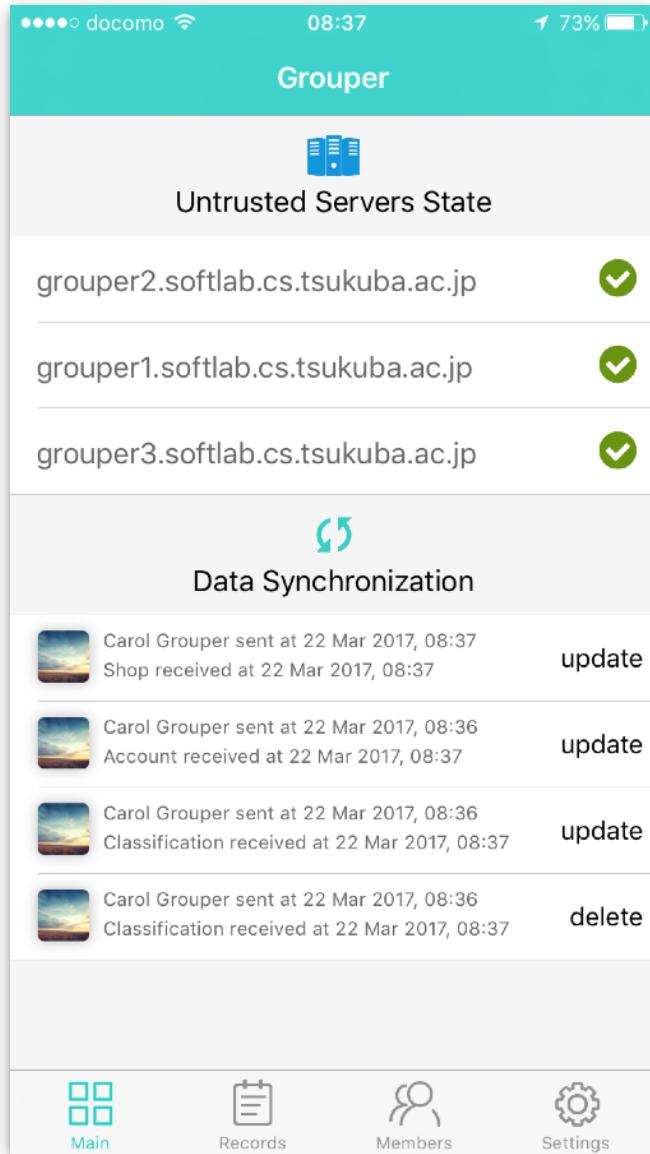 docomo 08:37 73%
Grouper
Untrusted Servers State
grouper2.softlab.cs.tsukuba.ac.jp
grouper1.softlab.cs.tsukuba.ac.jp
grouper3.softlab.cs.tsukuba.ac.jp
Data Synchronization
Carol Grouper sent at 22 Mar 2017, 08:37
Shop received at 22 Mar 2017, 08:37
update
Carol Grouper sent at 22 Mar 2017, 08:36
Account received at 22 Mar 2017, 08:37
update
Carol Grouper sent at 22 Mar 2017, 08:36
Classification received at 22 Mar 2017, 08:37
update
Carol Grouper sent at 22 Mar 2017, 08:36
Classification received at 22 Mar 2017, 08:37
delete
Main Records Members Settings